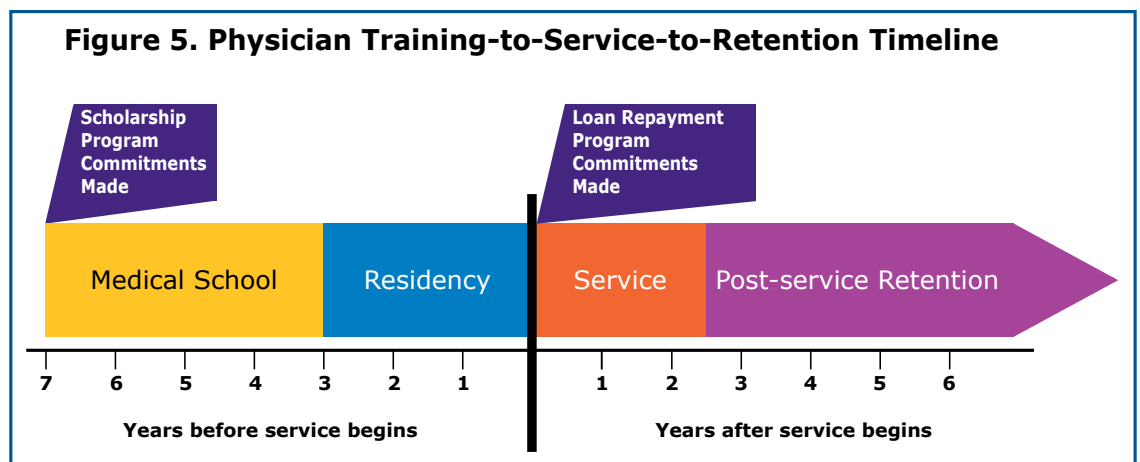 Figure 5. Physician Training-to-Service-to-Retention Timeline
Scholarship
Program
Commitments
Made
Loan Repayment
Program
Commitments
Made
Medical School
Residency
Service
Post-service Retention
7 6 5 4 3 2 1 1 2 3 4 5 6
Years before service begins
Years after service begins